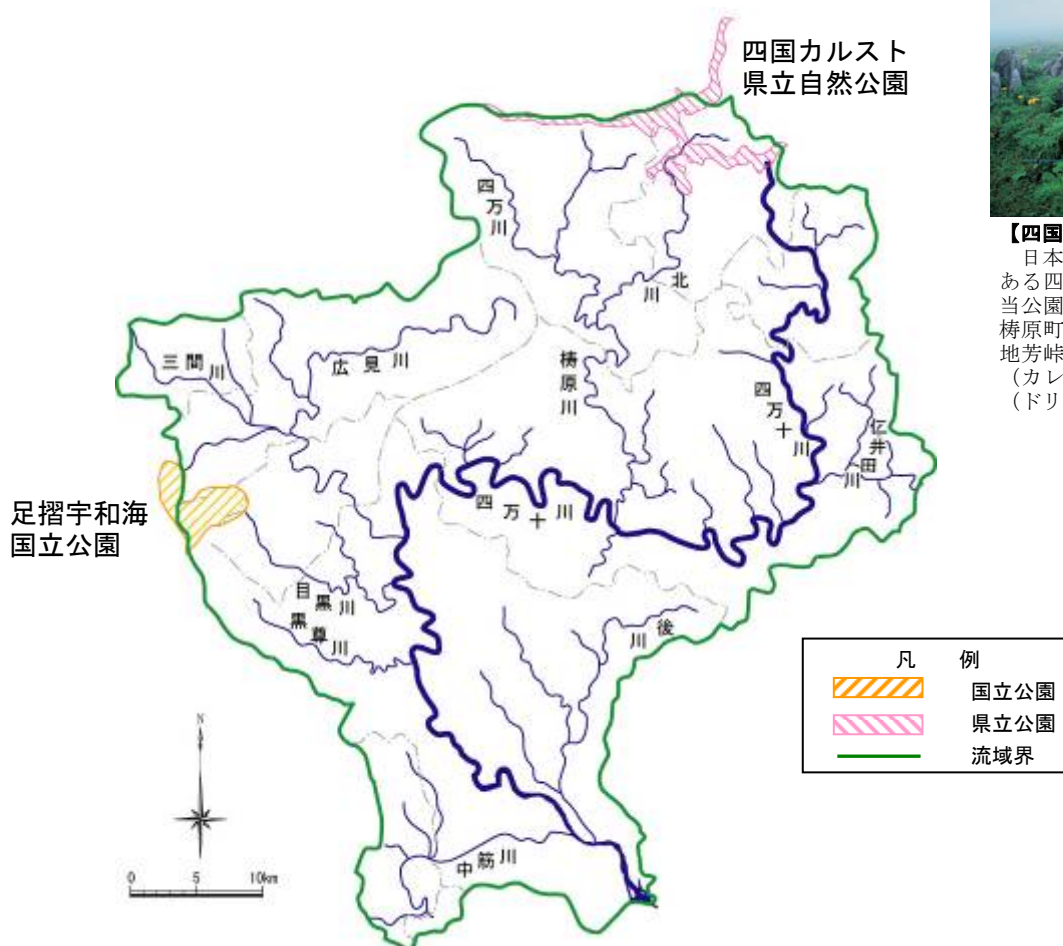 四国カルスト
県立自然公園
【四国
日本
ある四
当公園
梼原町
地芳峠
（カレ
（ドリ
四万川
北川
三間川
広見川
梼原川
四万十川
仁井田川
四万十川
足摺宇和海
国立公園
目黒川
黒尊川
後川
凡 例
国立公園
県立公園
流域界
N
中筋川
0 5 10km